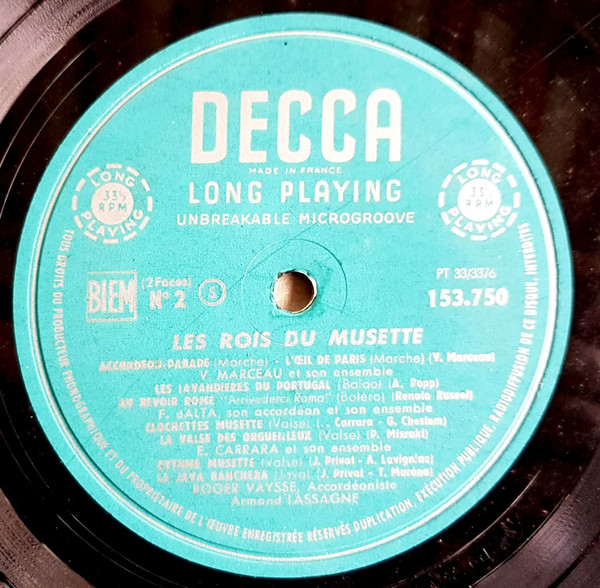 DECCA
MADE IN FRANCE
LONG PLAYING
UNBREAKABLE MICROGROOVE
LONG 33⅓ RPM PLAYING
LONG 33⅓ RPM PLAYING
BIEM
(2 Faces)
N° 2
S
PT 33/3376
153.750
LES ROIS DU MUSETTE
ACCORDEON-PARADE (Marche) - L'ŒIL DE PARIS (Marche) (V. Marceau)
V. MARCEAU et son ensemble
LES LAVANDIERES DU PORTUGAL (Baiao) (A. Popp)
AU REVOIR ROME "Arrivederci Roma" (Boléro) (Renato Rascel)
F. dALTA, son accordéon et son ensemble
CLOCHETTES MUSETTE (Valse) (. Carrara - G. Chestem)
LA VALSE DES ORGUEILLEUX (Valse) (P. Misraki)
E. CARRARA et son ensemble
MUSETTE (Valse) (J. Privat - A. Lavigniac)
LA JAVA RANCHERA (Java) (J. Privat - T. Murena)
ROGER VAYSSE, Accordéoniste
Armand LASSAGNE
TOUS DROITS DU PRODUCTEUR PHONOGRAPHIQUE ET DU PROPRIETAIRE DE L'ŒUVRE ENREGISTRÉE RÉSERVÉS DUPLICATION, EXÉCUTION PUBLIQUE, RADIODIFFUSION DE CE DISQUE, INTERDITES